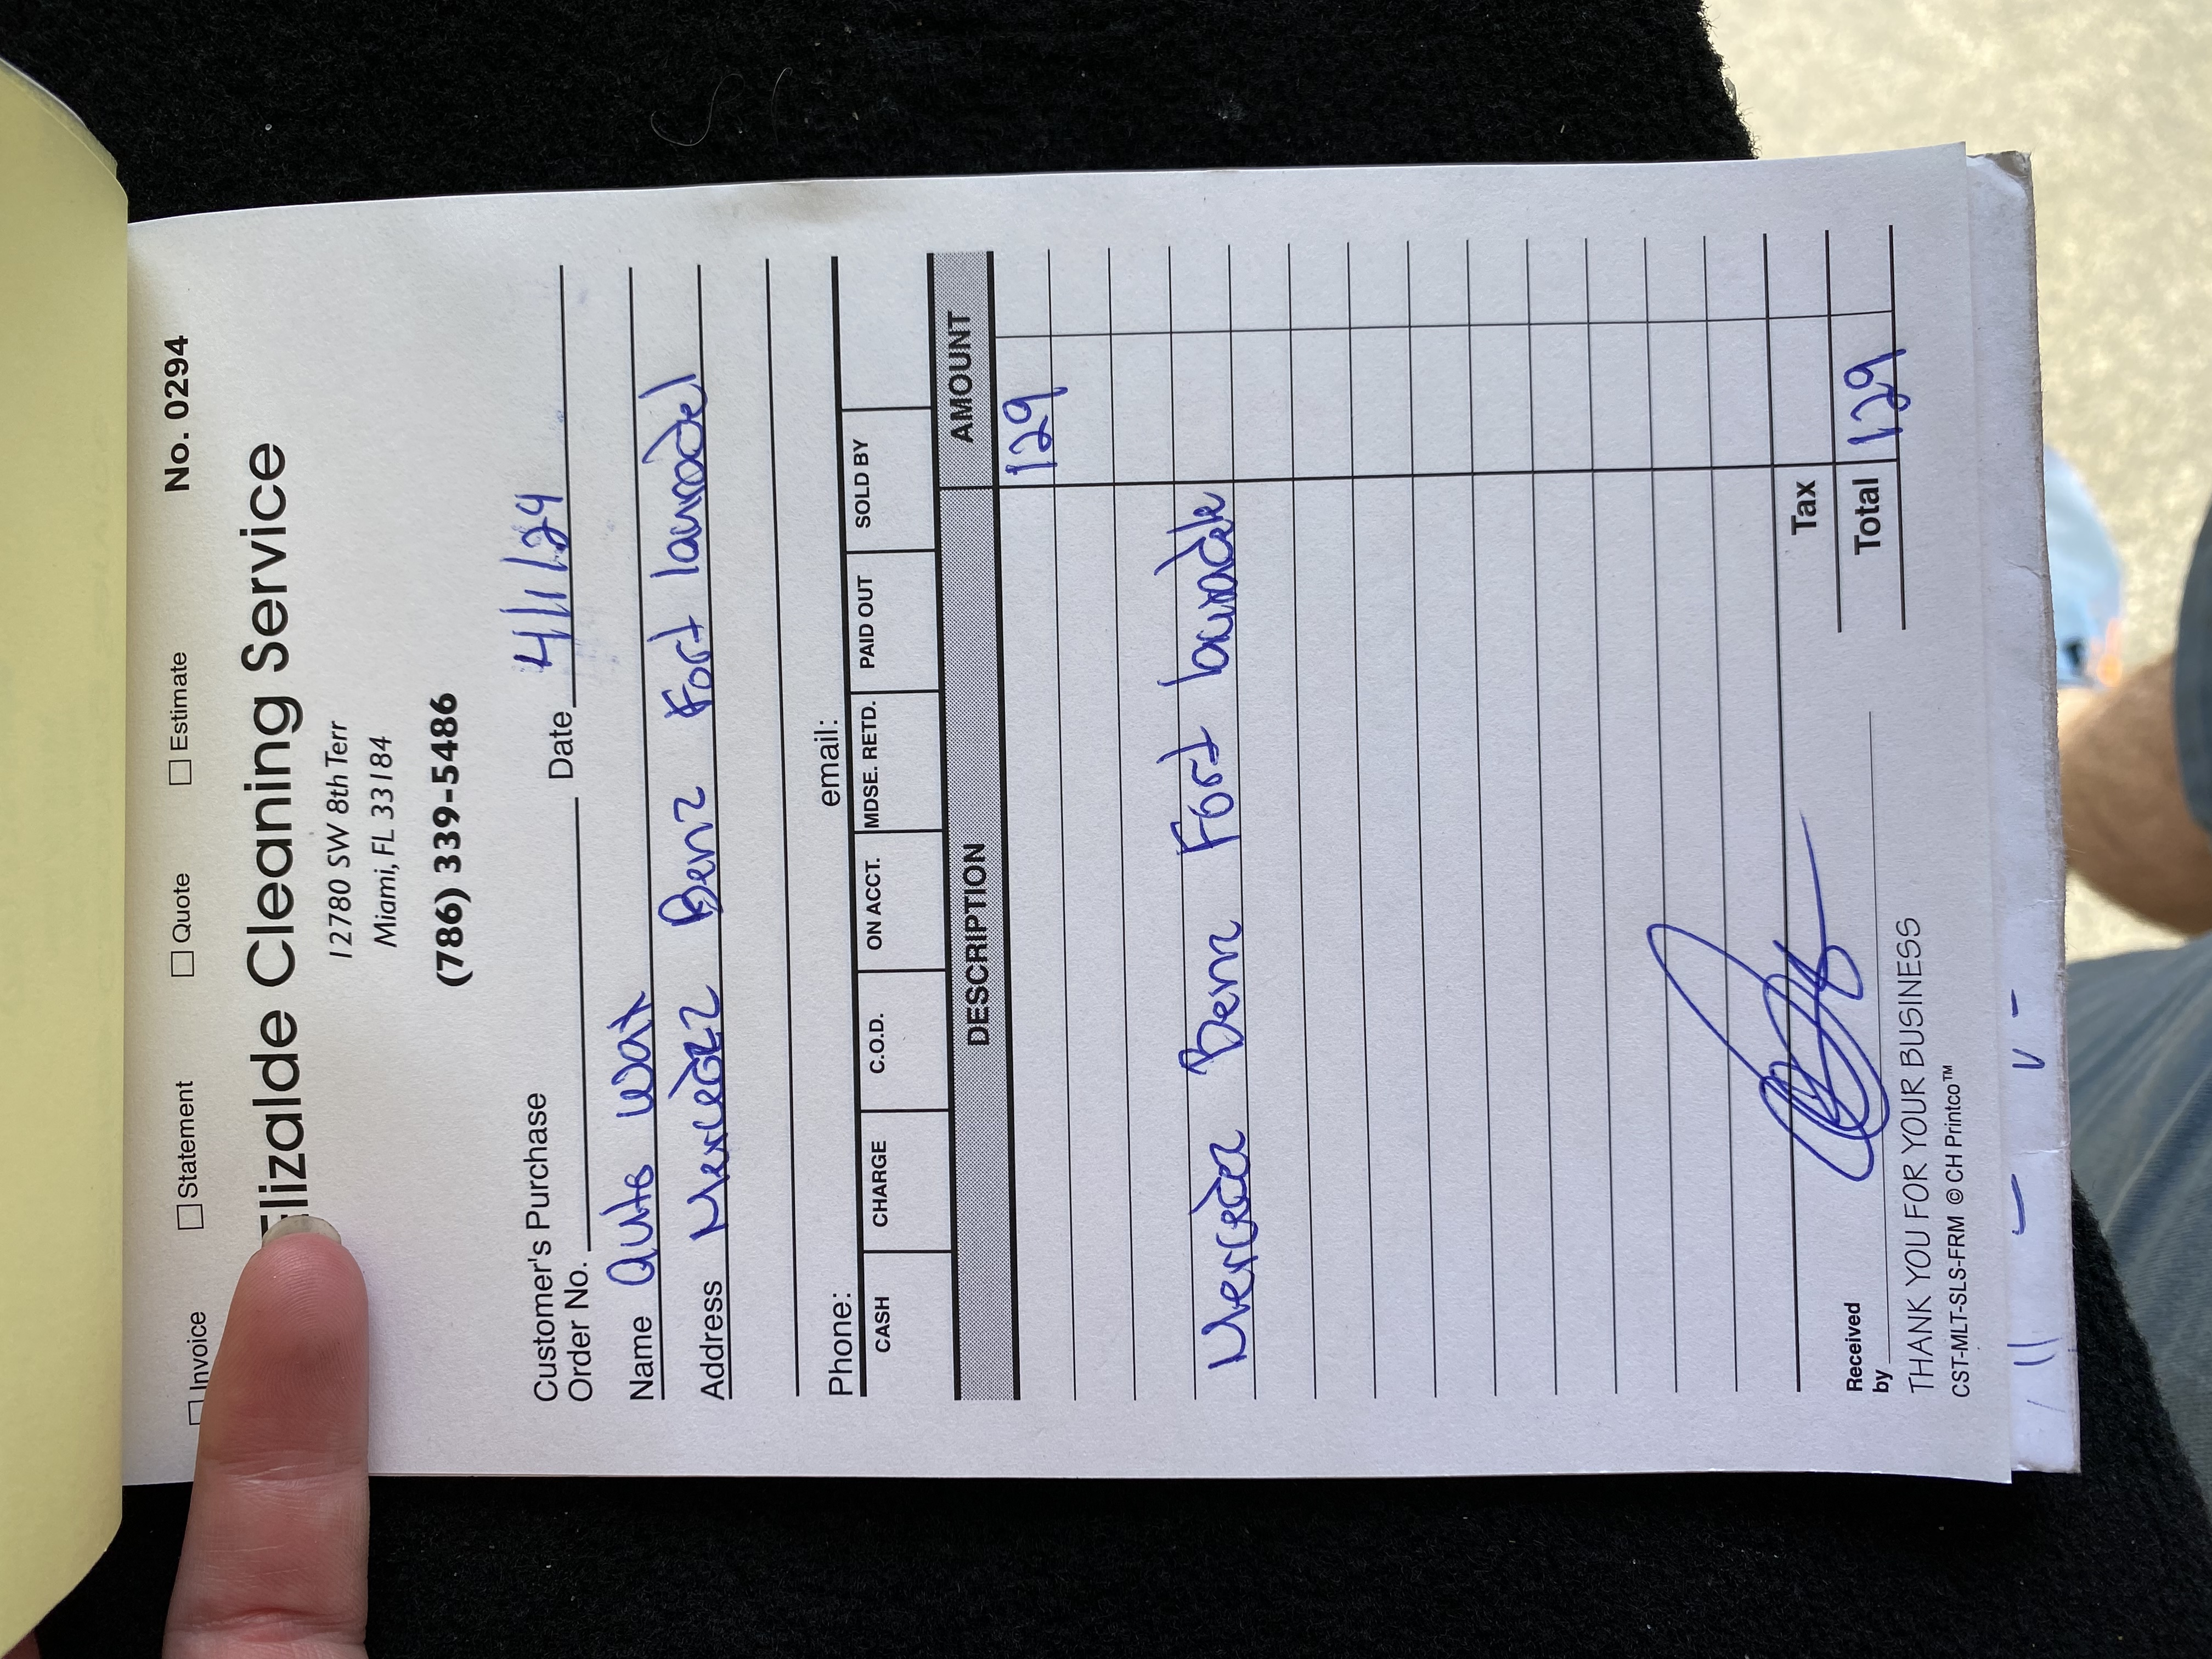 No. 0294
Invoice Statement Quote Estimate
Elizalde Cleaning Service
12780 SW 8th Terr
Miami, FL 33184
(786) 339-5486
Customer's Purchase
Order No. Date 4/1/24
Name Auto wax
Address Mercedez Benz Fort lauradel
Phone: email:
CASH CHARGE C.O.D. ON ACCT. MDSE. RETD. PAID OUT SOLD BY
DESCRIPTION AMOUNT
129
Mercedez Benz Fort lauradele
Tax
Received by Total 129
THANK YOU FOR YOUR BUSINESS
CST-MLT-SLS-FRM © CH Printco™